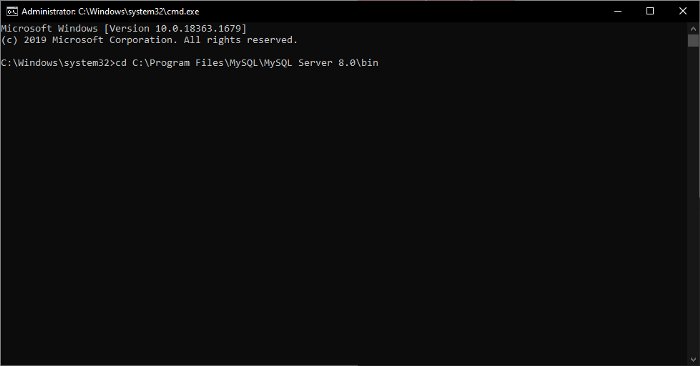 Administrator: C:\Windows\system32\cmd.exe
Microsoft Windows [Version 10.0.18363.1679]
(c) 2019 Microsoft Corporation. All rights reserved.
C:\Windows\system32>cd C:\Program Files\MySQL\MySQL Server 8.0\bin